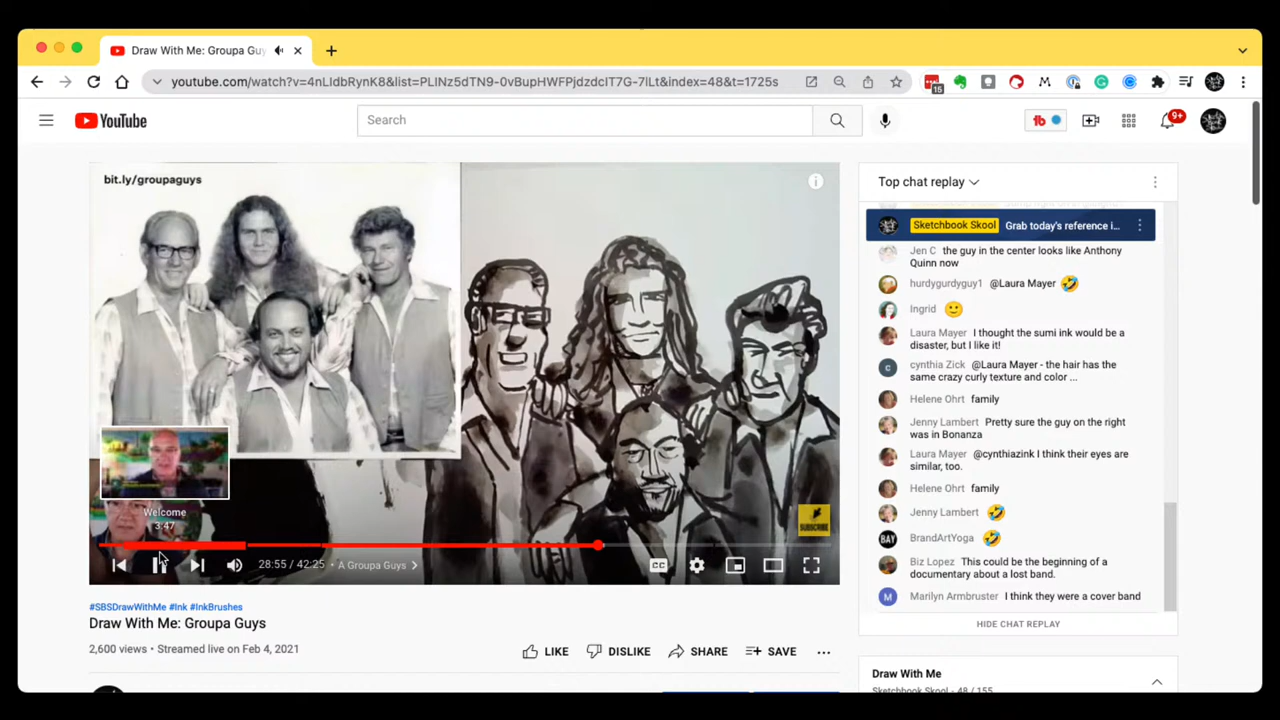 Draw With Me: Groupa Guy
youtube.com/watch?v=4nLIdbRynK8&list=PLlNz5dTN9-0vBupHWFPjdzdcIT7G-7lLt&index=48&t=1725s
15
YouTube
Search
9+
bit.ly/groupaguys
Welcome
3:47
SUBSCRIBE
28:55 / 42:25 • A Groupa Guys
CC
#SBSDrawWithMe #Ink #InkBrushes
Draw With Me: Groupa Guys
2,600 views • Streamed live on Feb 4, 2021
LIKE
DISLIKE
SHARE
SAVE
Top chat replay
Sketchbook Skool Grab today's reference i...
Jen C the guy in the center looks like Anthony
Quinn now
hurdygurdyguy1 @Laura Mayer
Ingrid
Laura Mayer I thought the sumi ink would be a
disaster, but I like it!
cynthia Zick @Laura Mayer - the hair has the
same crazy curly texture and color ...
Helene Ohrt family
Jenny Lambert Pretty sure the guy on the right
was in Bonanza
Laura Mayer @cynthiazink I think their eyes are
similar, too.
Helene Ohrt family
Jenny Lambert
BAY BrandArtYoga
Biz Lopez This could be the beginning of a
documentary about a lost band.
M Marilyn Armbruster I think they were a cover band
HIDE CHAT REPLAY
Draw With Me
Sketchbook Skool - 48 / 155